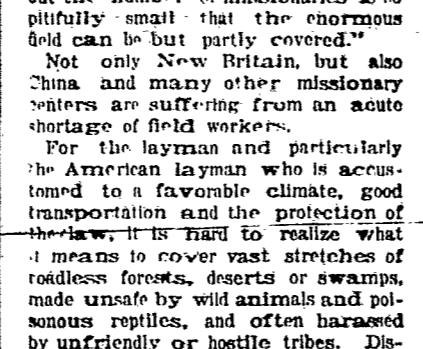 pitifully small - that the enormous
field can be but partly covered."
Not only New Britain, but also
China and many other missionary
centers are suffering from an acute
shortage of field workers.
For the layman and particularly
the American layman who is accus-
tomed to a favorable climate, good
transportation and the protection of
the law, it is hard to realize what
it means to cover vast stretches of
roadless forests, deserts or swamps,
made unsafe by wild animals and poi-
sonous reptiles, and often harassed
by unfriendly or hostile tribes. Dis-